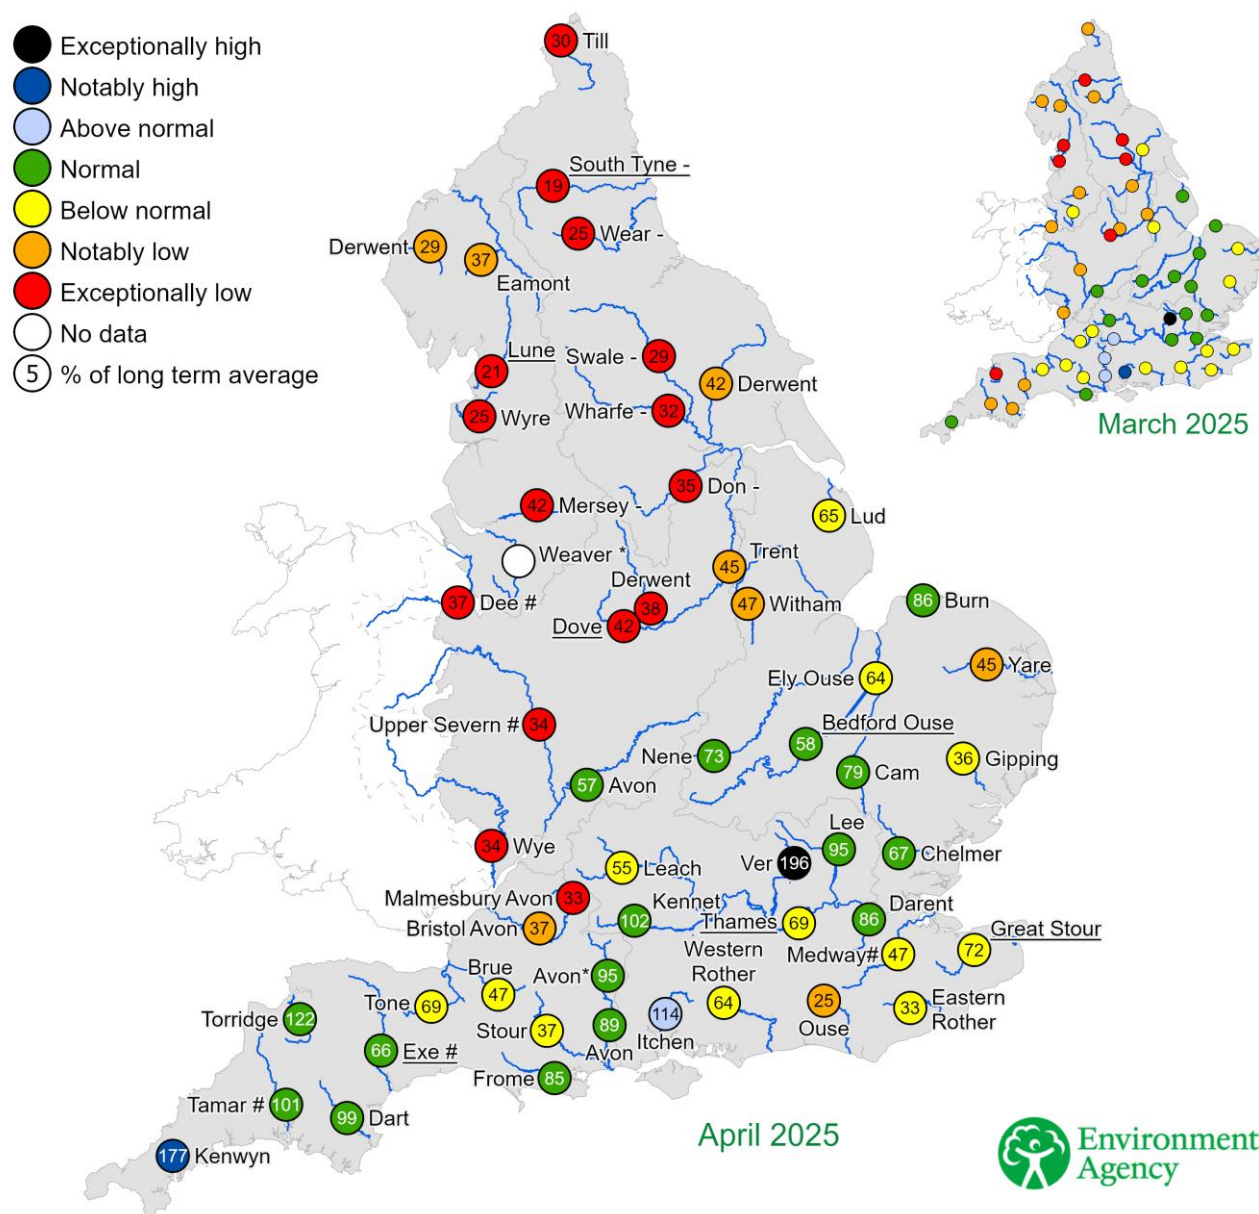 Exceptionally high
Notably high
Above normal
Normal
Below normal
Notably low
Exceptionally low
No data
5 % of long term average
30 Till
South Tyne -
19
25 Wear -
Derwent 29
37
Eamont
Lune
21
25 Wyre
Swale - 29
42 Derwent
Wharfe - 32
35 Don -
42 Mersey -
65 Lud
Weaver *
Trent
45
Derwent
38
37 Dee #
47 Witham
Dove 42
86 Burn
45 Yare
Ely Ouse 64
Bedford Ouse
58
Upper Severn # 34
Nene 73
36 Gipping
79 Cam
57 Avon
Lee
95
34 Wye
Ver 196
67 Chelmer
55 Leach
Malmesbury Avon 33
Kennet
102
Bristol Avon 37
Thames 69
Darent
86
Great Stour
72
Medway# 47
Western
Rother
64
Brue
47
Avon* 95
Tone 69
25
Ouse
33 Eastern
Rother
Torridge 122
Stour 37
89
Avon
114
Itchen
66 Exe #
Frome 85
Tamar # 101
99 Dart
177 Kenwyn
March 2025
April 2025
Environment
Agency